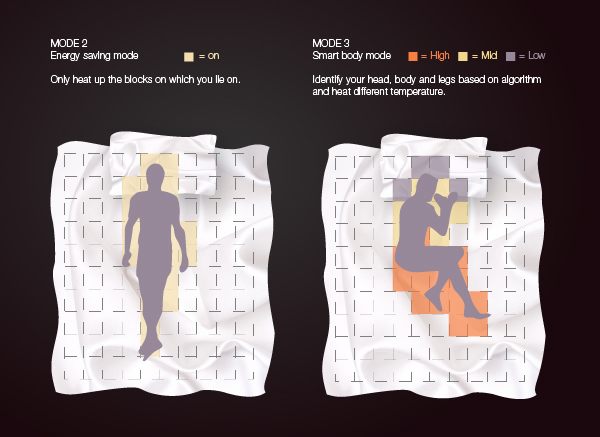 MODE 2
Energy saving mode
= on
Only heat up the blocks on which you lie on.
MODE 3
Smart body mode
= High
= Mid
= Low
Identify your head, body and legs based on algorithm
and heat different temperature.